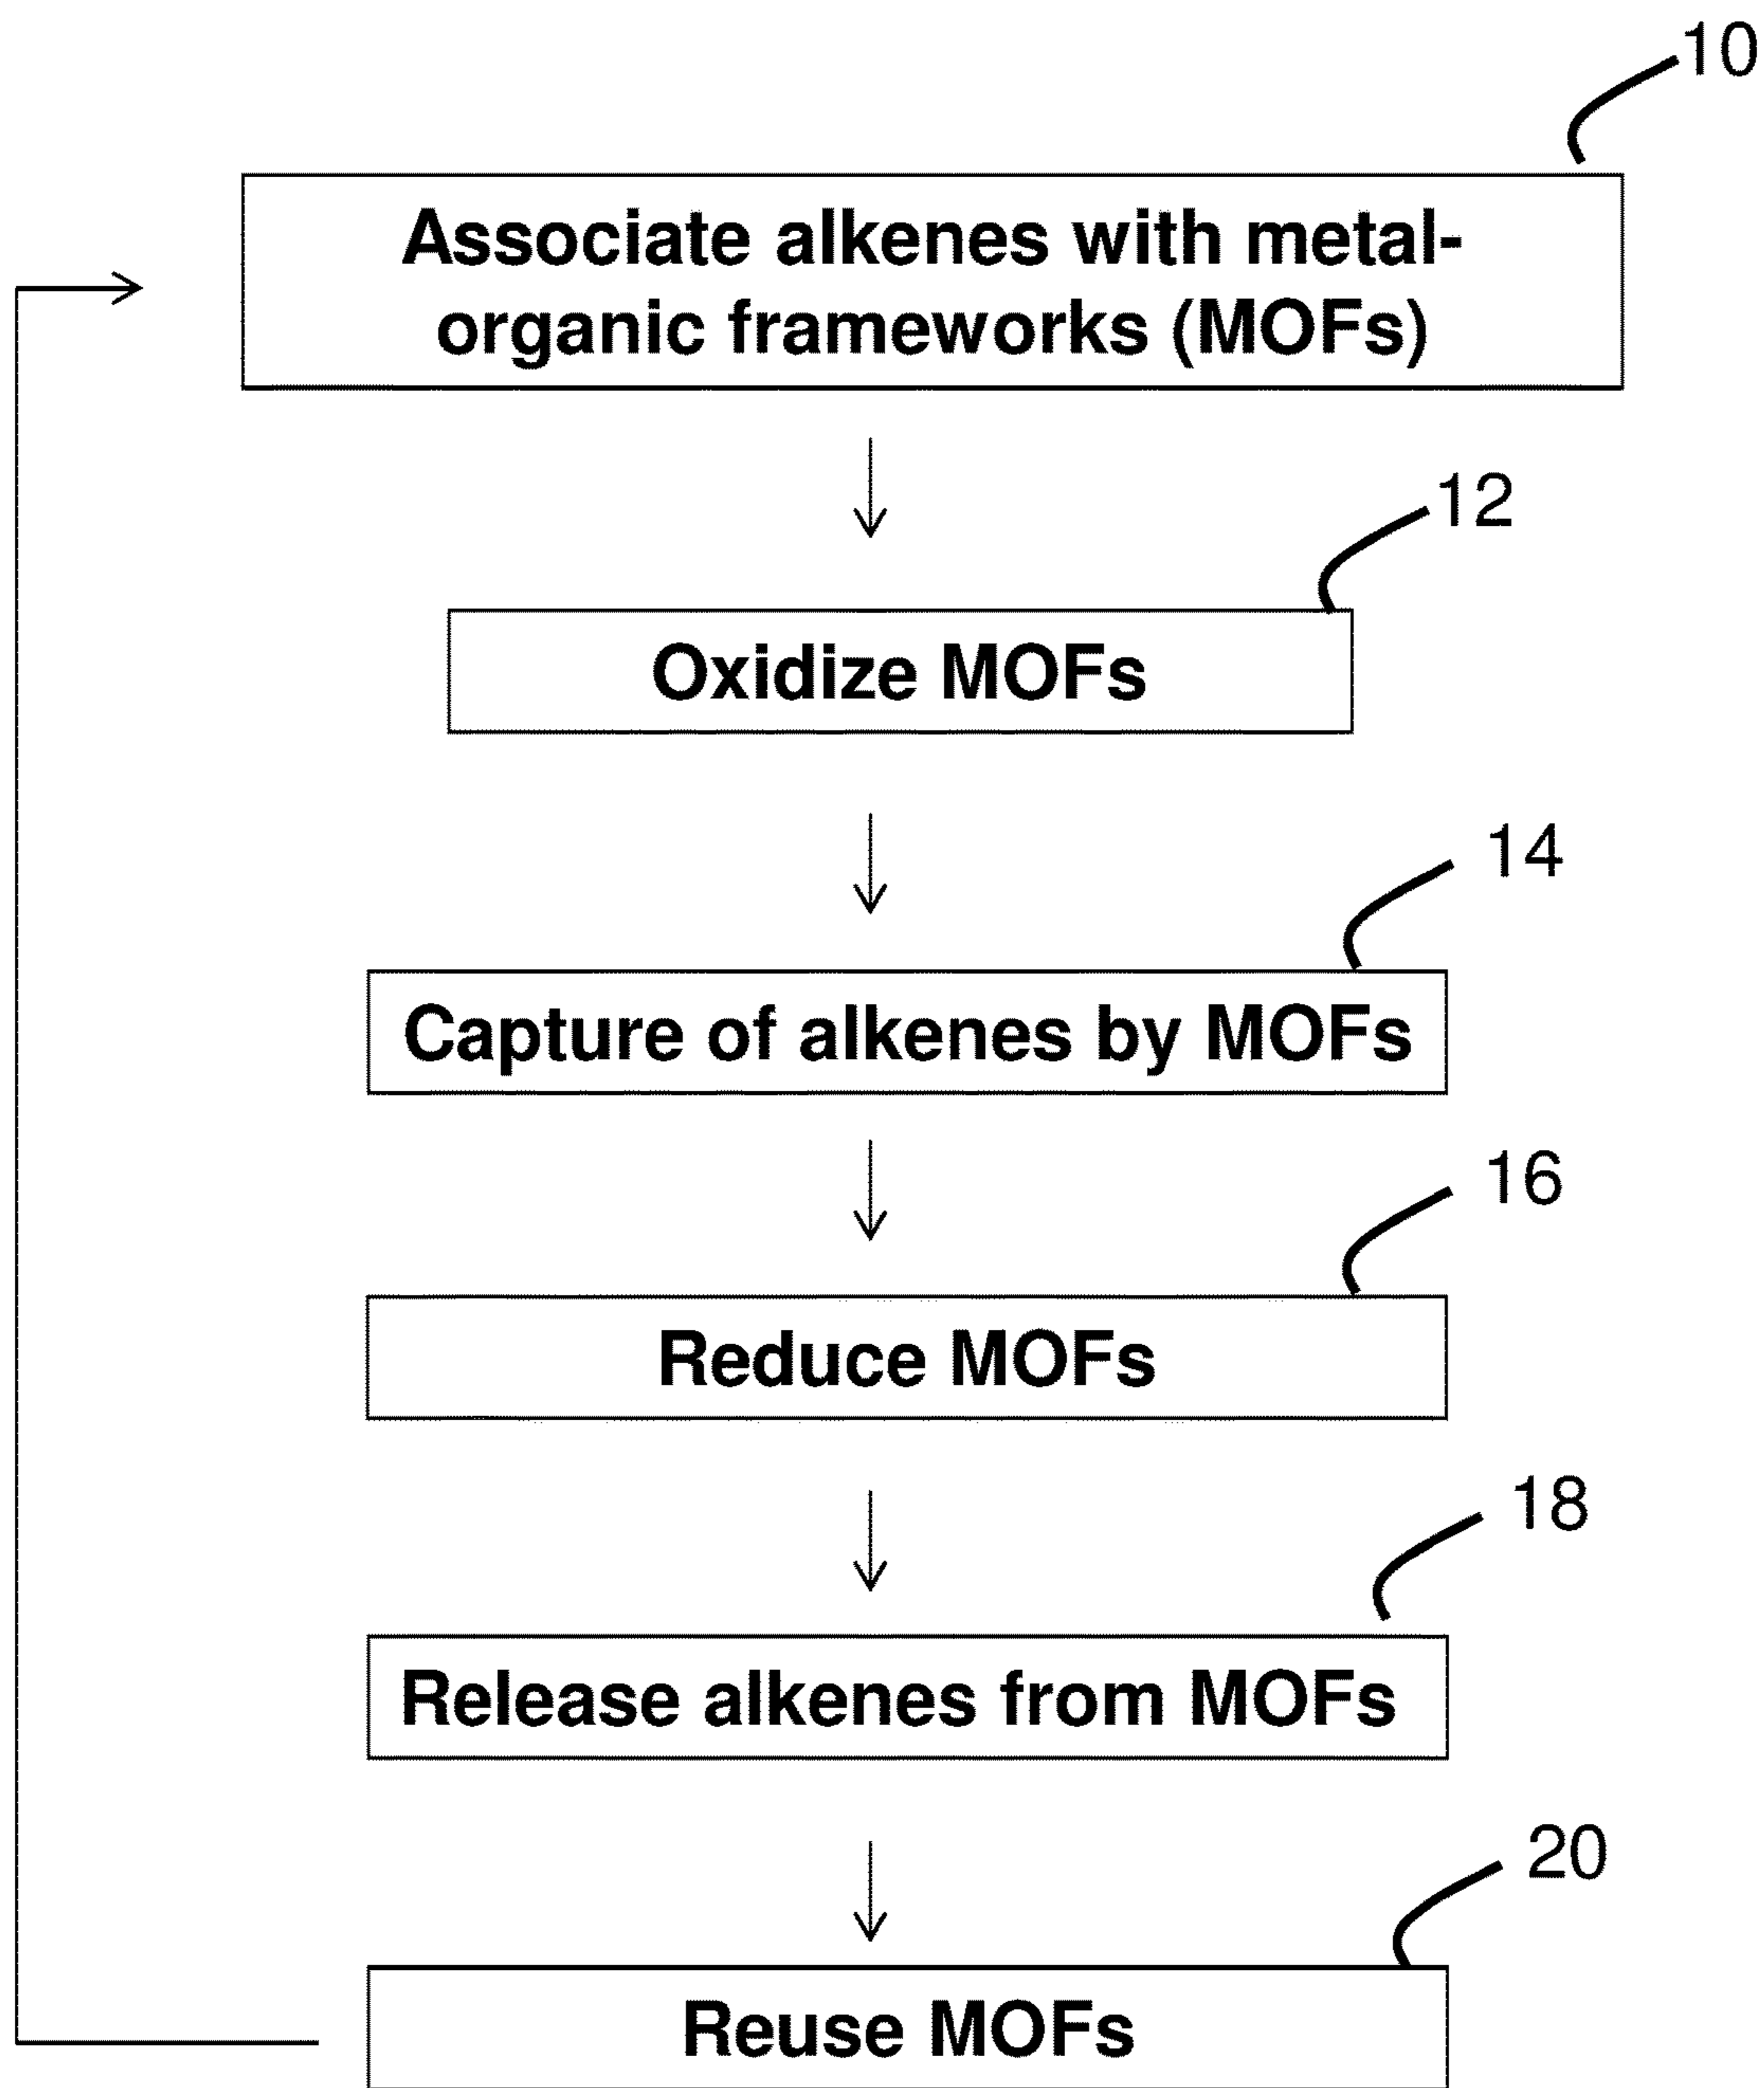 10
Associate alkenes with metal-
organic frameworks (MOFs)
12
Oxidize MOFs
14
Capture of alkenes by MOFs
16
Reduce MOFs
18
Release alkenes from MOFs
20
Reuse MOFs